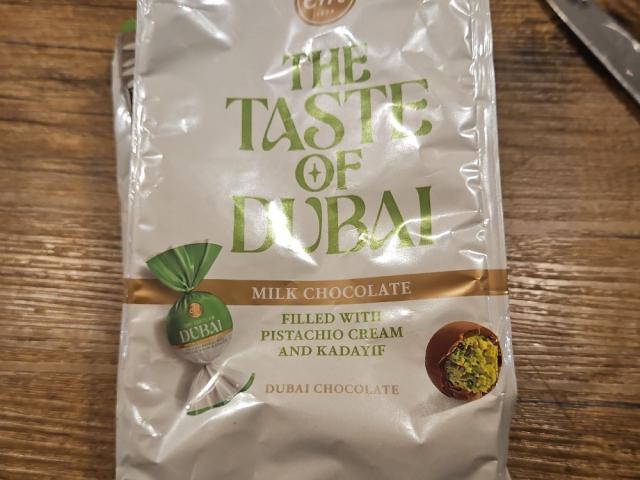 THE
TASTE
OF
DUBAI
MILK CHOCOLATE
FILLED WITH
PISTACHIO CREAM
AND KADAYIF
DUBAI
DUBAI CHOCOLATE